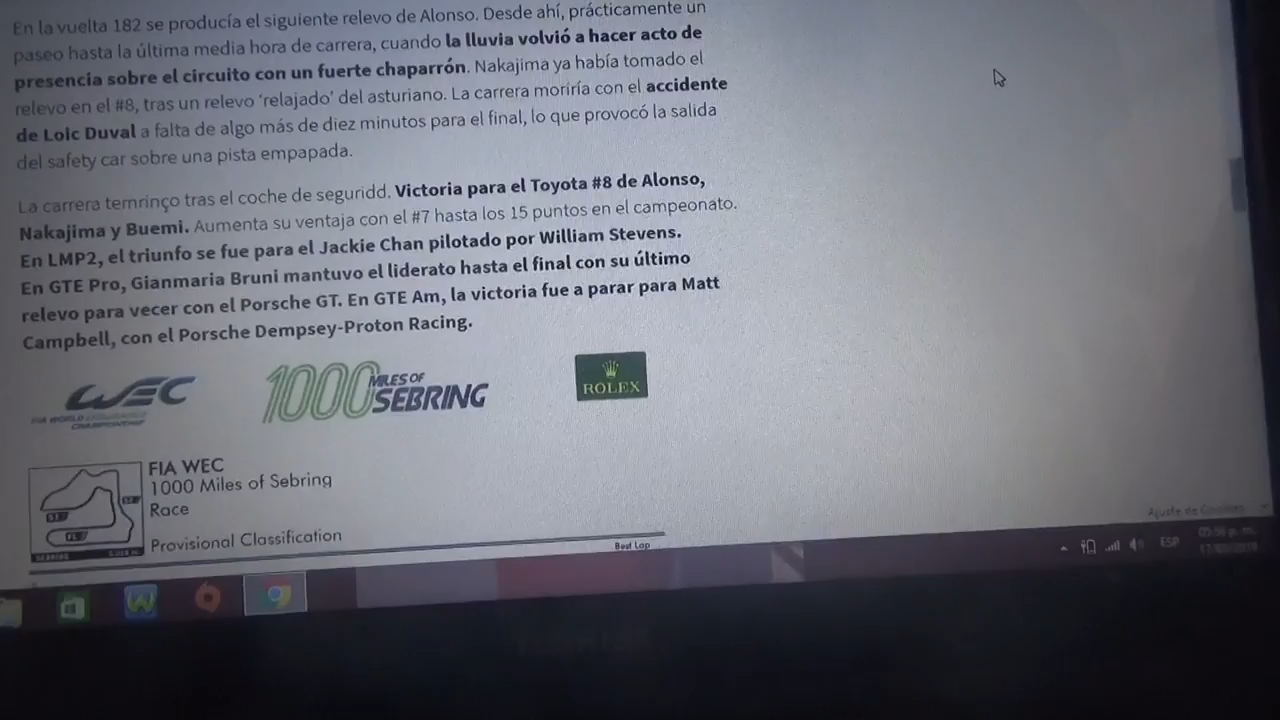 En la vuelta 182 se producía el siguiente relevo de Alonso. Desde ahí, prácticamente un
paseo hasta la última media hora de carrera, cuando la lluvia volvió a hacer acto de
presencia sobre el circuito con un fuerte chaparrón. Nakajima ya había tomado el
relevo en el #8, tras un relevo ‘relajado’ del asturiano. La carrera moriría con el accidente
de Loic Duval a falta de algo más de diez minutos para el final, lo que provocó la salida
del safety car sobre una pista empapada.
La carrera temrinço tras el coche de seguridd. Victoria para el Toyota #8 de Alonso,
Nakajima y Buemi. Aumenta su ventaja con el #7 hasta los 15 puntos en el campeonato.
En LMP2, el triunfo se fue para el Jackie Chan pilotado por William Stevens.
En GTE Pro, Gianmaria Bruni mantuvo el liderato hasta el final con su último
relevo para vecer con el Porsche GT. En GTE Am, la victoria fue a parar para Matt
Campbell, con el Porsche Dempsey-Proton Racing.
WEC
FIA WORLD ENDURANCE
CHAMPIONSHIP
1000 MILES OF
SEBRING
ROLEX
FIA WEC
1000 Miles of Sebring
Race
Provisional Classification
SEBRING
Best Lap
Ajuste de Cookies
ESP